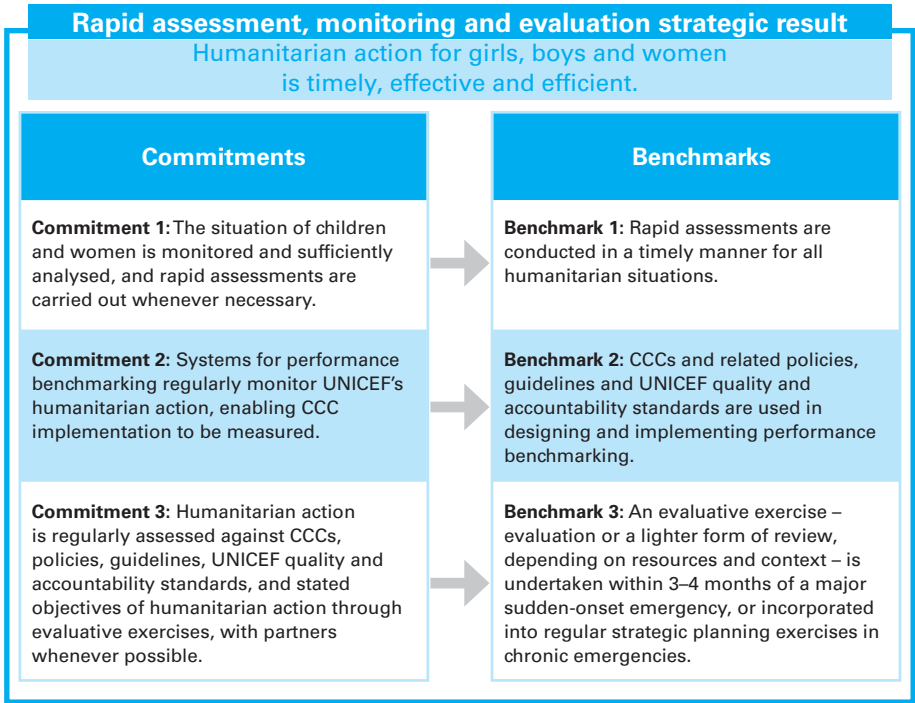 Rapid assessment, monitoring and evaluation strategic result
Humanitarian action for girls, boys and women
is timely, effective and efficient.
Commitments
Benchmarks
Commitment 1: The situation of children
and women is monitored and sufficiently
analysed, and rapid assessments are
carried out whenever necessary.
Benchmark 1: Rapid assessments are
conducted in a timely manner for all
humanitarian situations.
Commitment 2: Systems for performance
benchmarking regularly monitor UNICEF's
humanitarian action, enabling CCC
implementation to be measured.
Benchmark 2: CCCs and related policies,
guidelines and UNICEF quality and
accountability standards are used in
designing and implementing performance
benchmarking.
Commitment 3: Humanitarian action
is regularly assessed against CCCs,
policies, guidelines, UNICEF quality and
accountability standards, and stated
objectives of humanitarian action through
evaluative exercises, with partners
whenever possible.
Benchmark 3: An evaluative exercise –
evaluation or a lighter form of review,
depending on resources and context – is
undertaken within 3–4 months of a major
sudden-onset emergency, or incorporated
into regular strategic planning exercises in
chronic emergencies.